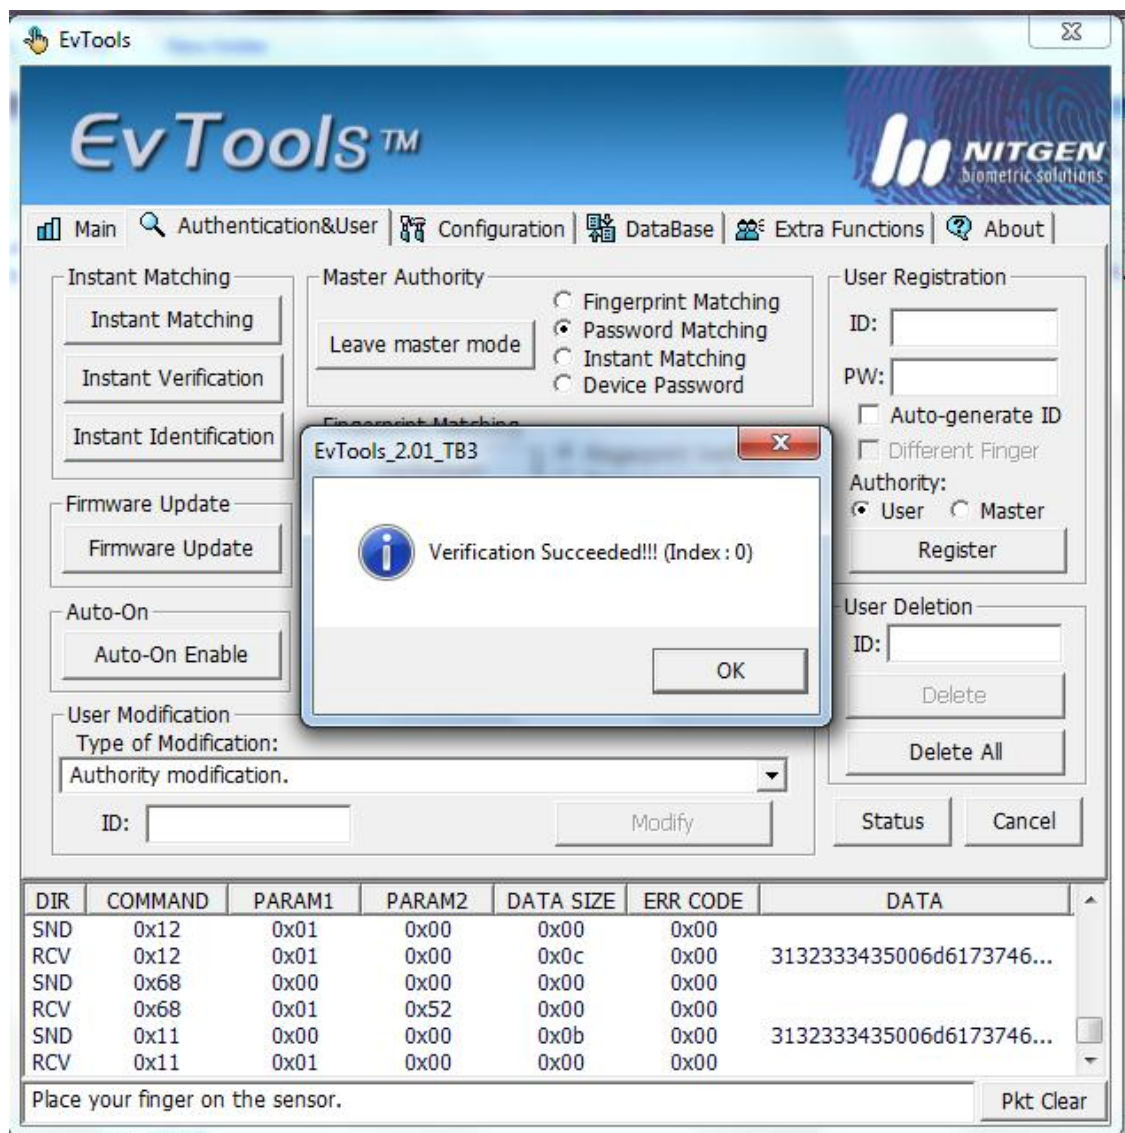 EvTools
EvTools™
NITGEN
biometric solutions
Main Authentication&User Configuration DataBase Extra Functions About
Instant Matching
Instant Matching
Instant Verification
Instant Identification
Master Authority
Leave master mode
Fingerprint Matching
Password Matching
Instant Matching
Device Password
Fingerprint Matching
User Registration
ID:
PW:
Auto-generate ID
Different Finger
Authority:
User Master
Register
EvTools_2.01_TB3
Verification Succeeded!!! (Index : 0)
OK
Firmware Update
Firmware Update
Auto-On
Auto-On Enable
User Deletion
ID:
Delete
Delete All
User Modification
Type of Modification:
Authority modification.
ID:
Modify
Status Cancel
DIR COMMAND PARAM1 PARAM2 DATA SIZE ERR CODE DATA
SND 0x12 0x01 0x00 0x00 0x00
RCV 0x12 0x01 0x00 0x0c 0x00 3132333435006d6173746...
SND 0x68 0x00 0x00 0x00 0x00
RCV 0x68 0x01 0x52 0x00 0x00
SND 0x11 0x00 0x00 0x0b 0x00 3132333435006d6173746...
RCV 0x11 0x01 0x00 0x00 0x00
Place your finger on the sensor.
Pkt Clear